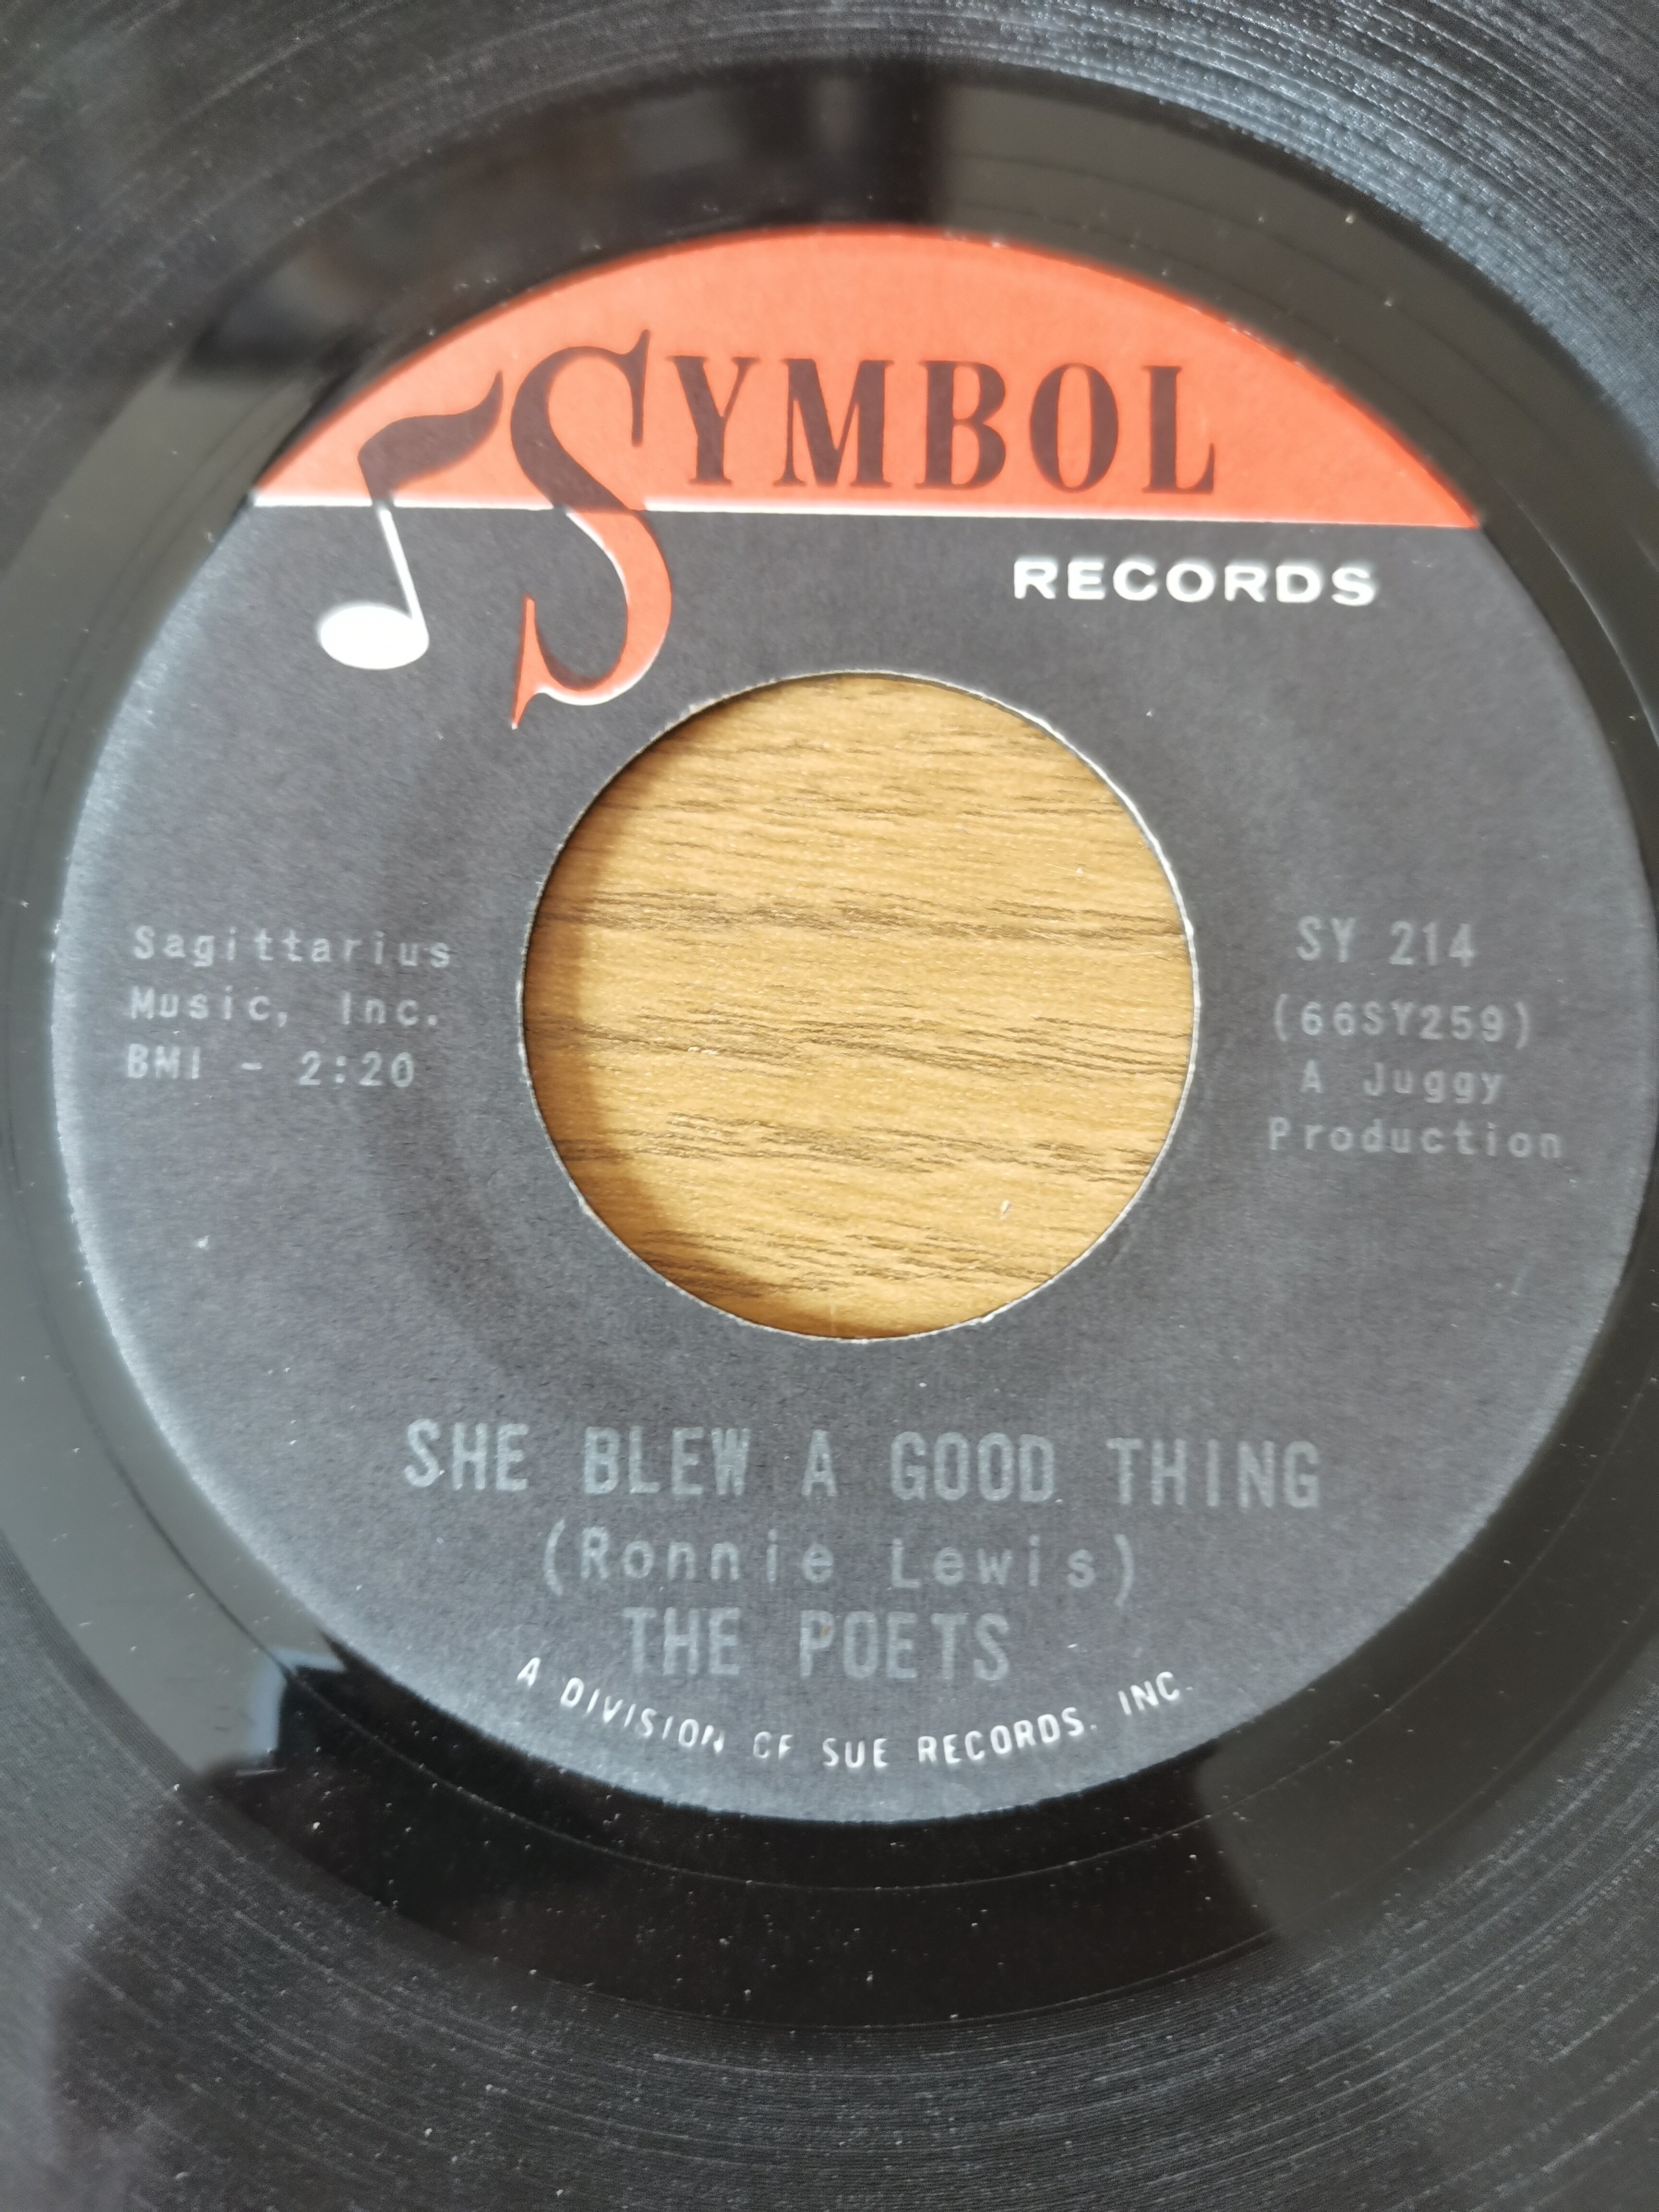 SYMBOL
RECORDS
Sagittarius
Music, Inc.
BMI - 2:20
SY 214
(66SY259)
A Juggy
Production
SHE BLEW A GOOD THING
(Ronnie Lewis)
THE POETS
A DIVISION OF SUE RECORDS, INC.